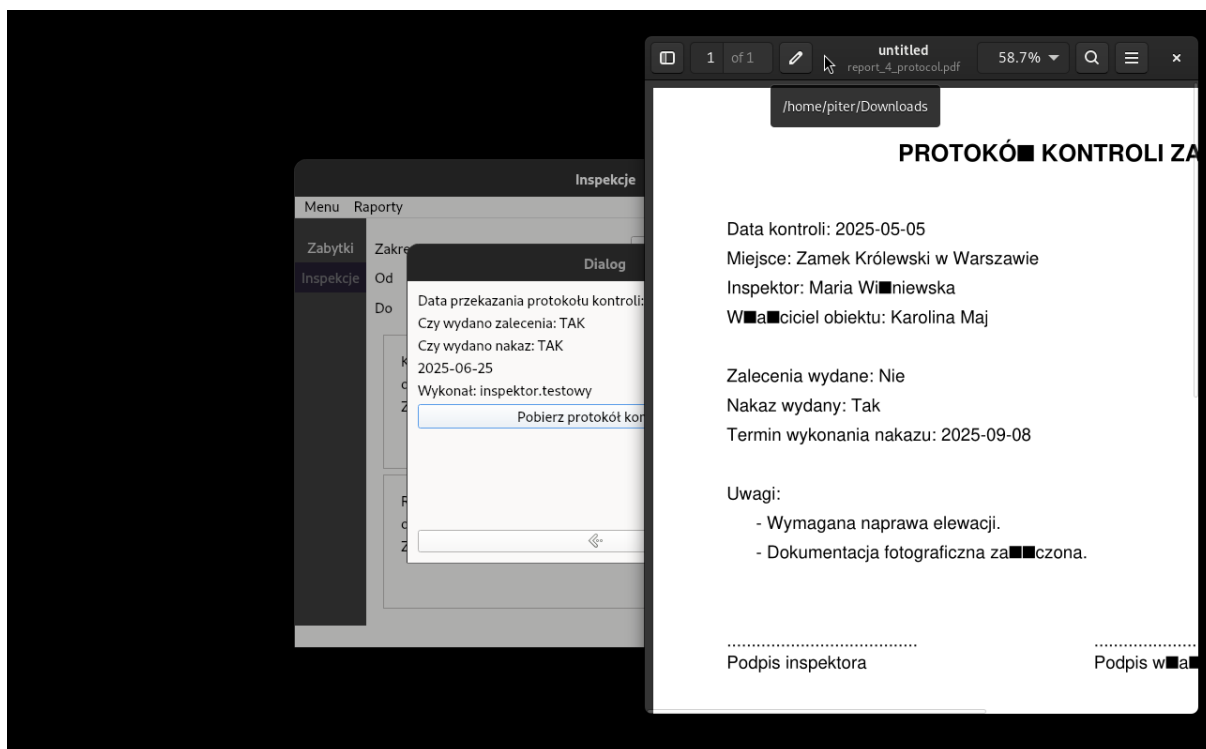 Inspekcje
Menu Raporty
Zabytki
Inspekcje
Zakre
Od
Do
K
d
Z
R
d
Z
Dialog
Data przekazania protokołu kontroli:
Czy wydano zalecenia: TAK
Czy wydano nakaz: TAK
2025-06-25
Wykonał: inspektor.testowy
Pobierz protokół kon
1 of 1
untitled
report_4_protocol.pdf
58.7%
/home/piter/Downloads
PROTOKÓ■ KONTROLI ZA
Data kontroli: 2025-05-05
Miejsce: Zamek Królewski w Warszawie
Inspektor: Maria Wi■niewska
W■a■ciciel obiektu: Karolina Maj
Zalecenia wydane: Nie
Nakaz wydany: Tak
Termin wykonania nakazu: 2025-09-08
Uwagi:
- Wymagana naprawa elewacji.
- Dokumentacja fotograficzna za■■czona.
Podpis inspektora
Podpis w■a■